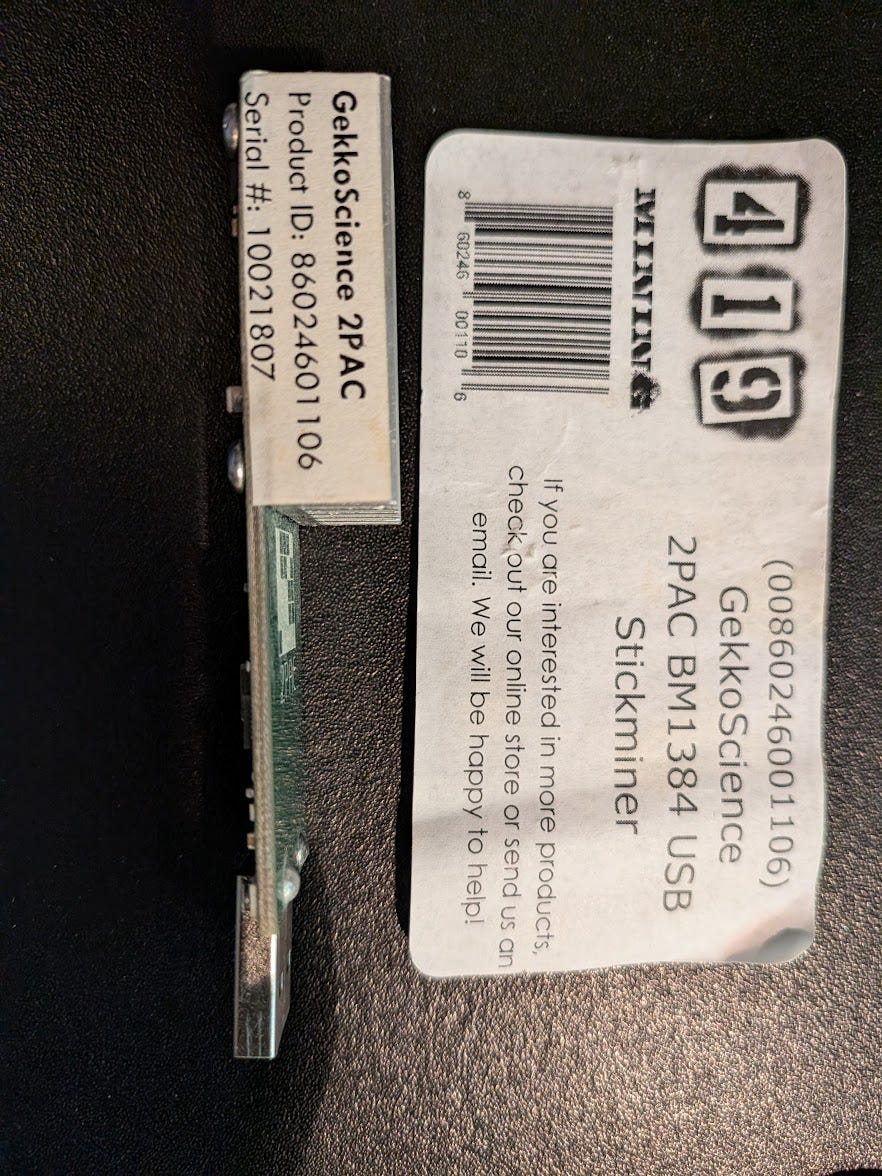 GekkoScience 2PAC
Product ID: 86024601106
Serial #: 10021807
419
MINING
8 60246 00110 6
(00860246001106)
GekkoScience
2PAC BM1384 USB
Stickminer
If you are interested in more products,
check out our online store or send us an
email. We will be happy to help!